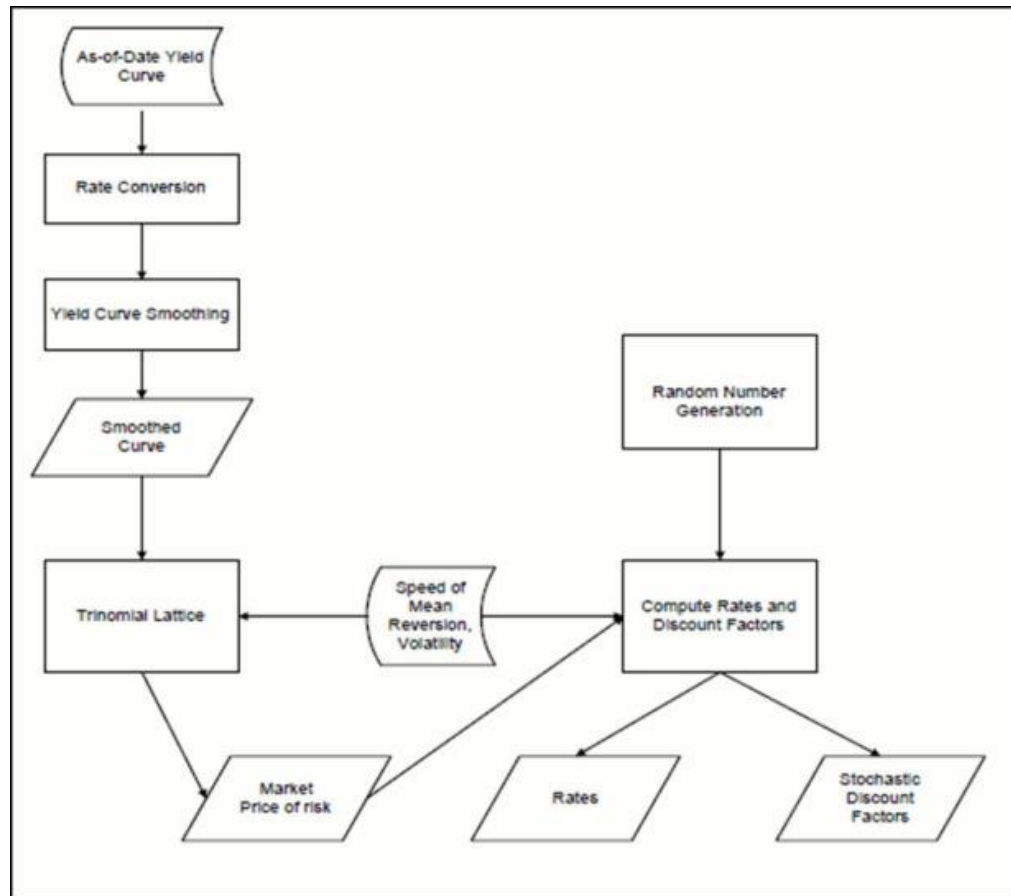 As-of-Date Yield
Curve
Rate Conversion
Yield Curve Smoothing
Smoothed
Curve
Random Number
Generation
Trinomial Lattice
Speed of
Mean
Reversion,
Volatility
Compute Rates and
Discount Factors
Market
Price of risk
Rates
Stochastic
Discount
Factors